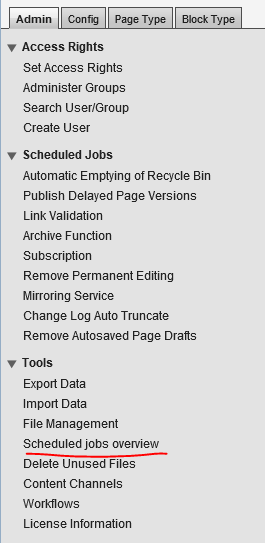 Admin Config Page Type Block Type
Access Rights
Set Access Rights
Administer Groups
Search User/Group
Create User
Scheduled Jobs
Automatic Emptying of Recycle Bin
Publish Delayed Page Versions
Link Validation
Archive Function
Subscription
Remove Permanent Editing
Mirroring Service
Change Log Auto Truncate
Remove Autosaved Page Drafts
Tools
Export Data
Import Data
File Management
Scheduled jobs overview
Delete Unused Files
Content Channels
Workflows
License Information